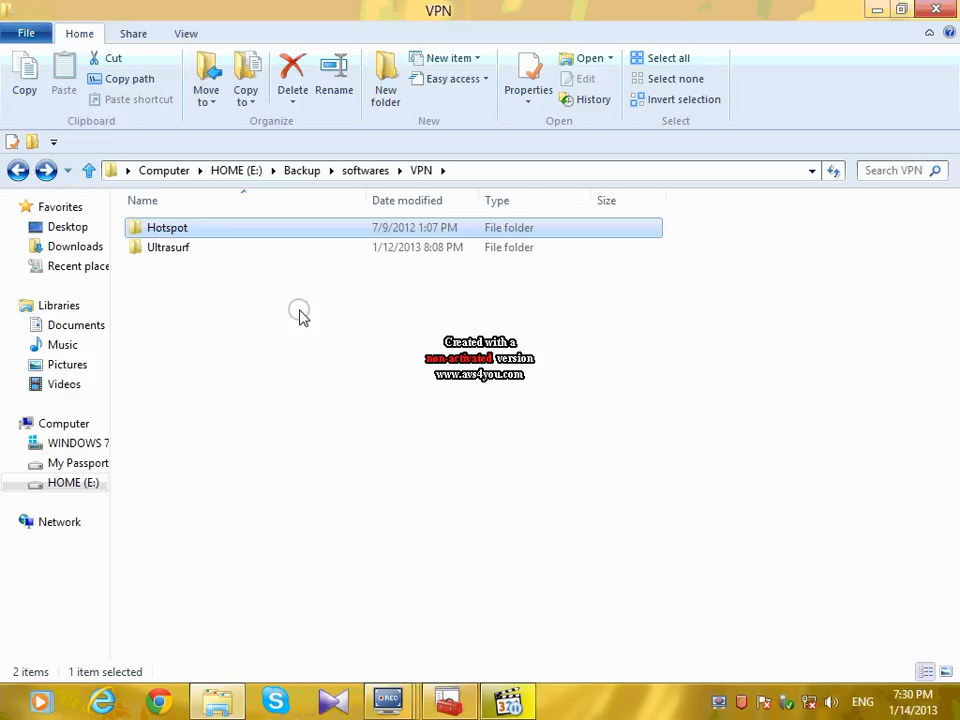 VPN
File Home Share View
Copy Paste Cut Copy path Paste shortcut Move to Copy to Delete Rename New folder New item Easy access Properties Open Edit History Select all Select none Invert selection
Clipboard Organize New Open Select
Computer HOME (E:) Backup softwares VPN Search VPN
Name Date modified Type Size
Hotspot 7/9/2012 1:07 PM File folder
Ultrasurf 1/12/2013 8:08 PM File folder
Favorites
Desktop
Downloads
Recent place
Libraries
Documents
Music
Pictures
Videos
Computer
WINDOWS 7
My Passport
HOME (E:)
Network
Created with a
non-activated version
www.avs4you.com
2 items 1 item selected
REC 320 ENG 7:30 PM
1/14/2013